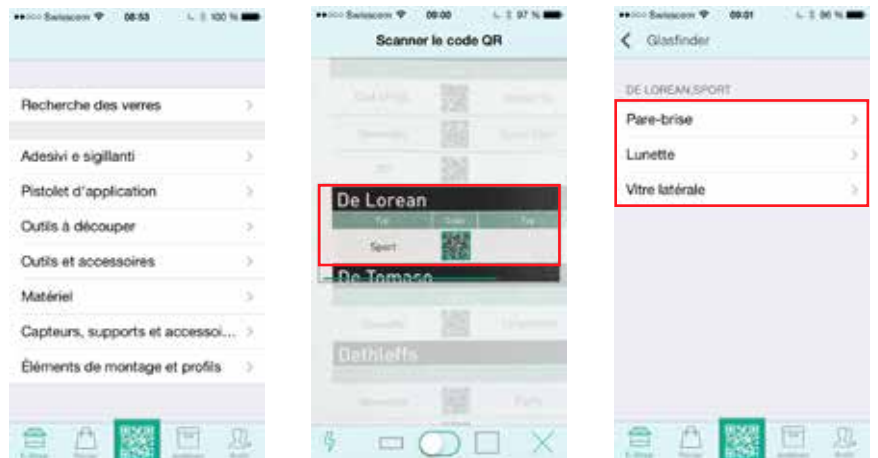 Swisscom 08:53 100 %
Recherche des verres
Adesivi e sigillanti
Pistolet d'application
Outils à découper
Outils et accessoires
Matériel
Capteurs, supports et accessoi...
Éléments de montage et profils
Swisscom 09:00 97 %
Scanner le code QR
De Lorean
Sport
De Tomaso
Dethleffs
Swisscom 09:01 96 %
Glasfinder
DE LOREAN,SPORT
Pare-brise
Lunette
Vitre latérale